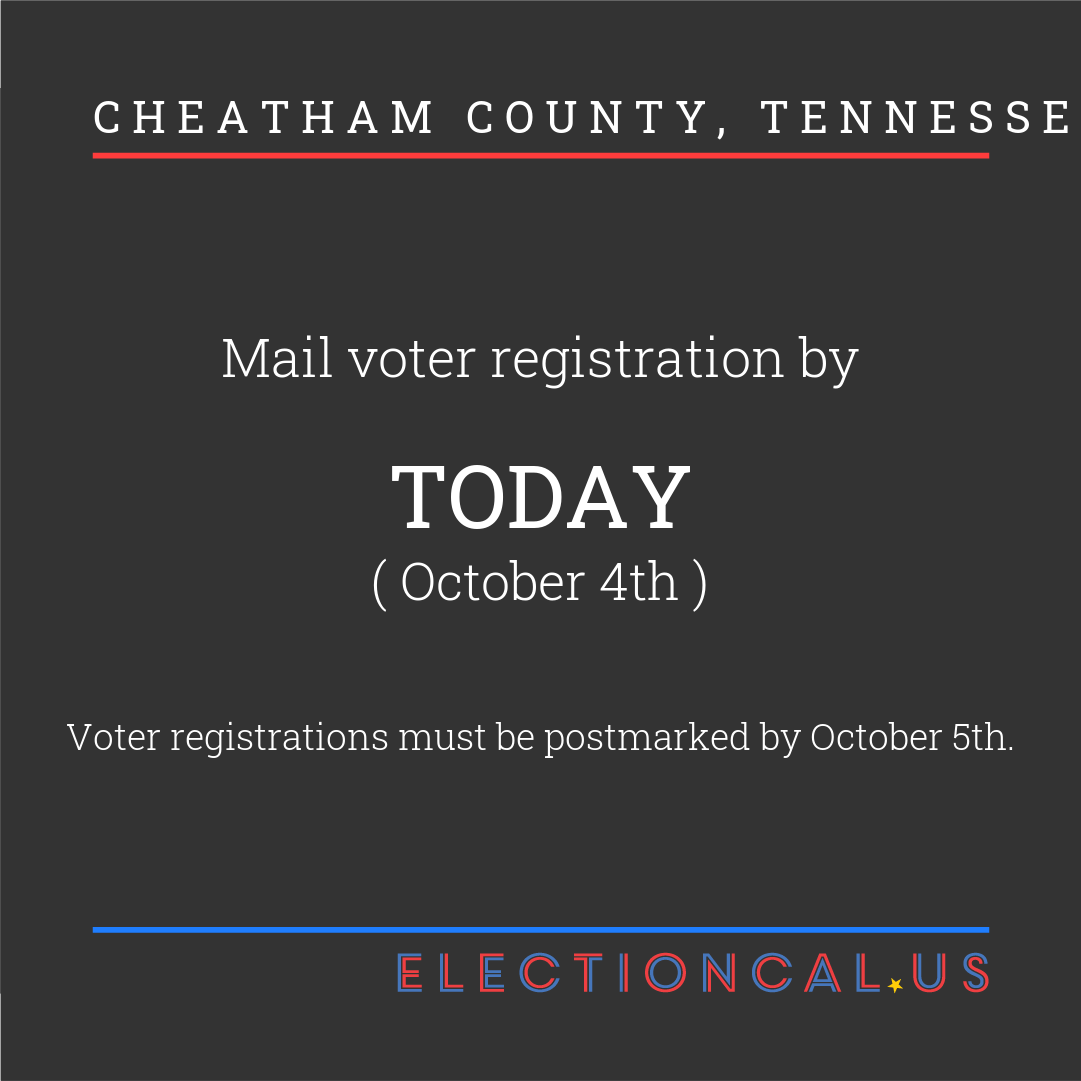 CHEATHAM COUNTY, TENNESSE
Mail voter registration by
TODAY
( October 4th )
Voter registrations must be postmarked by October 5th.
ELECTIONCAL.US